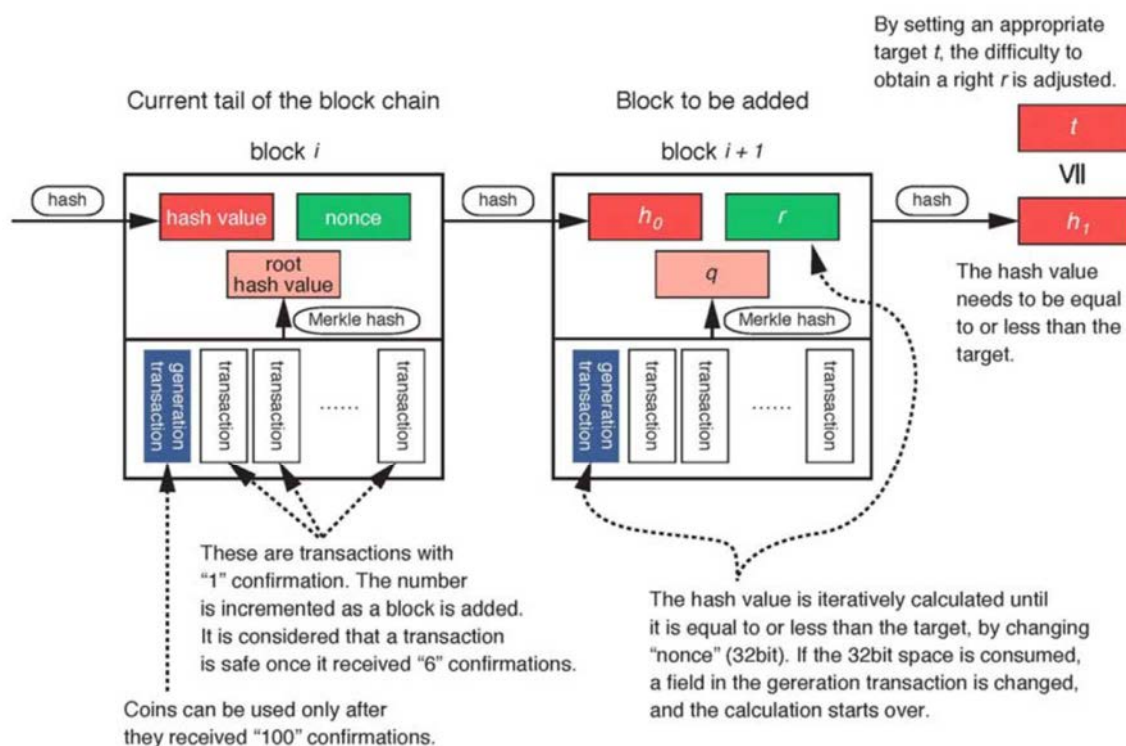 By setting an appropriate
target t, the difficulty to
obtain a right r is adjusted.
Current tail of the block chain
Block to be added
block i
block i + 1
t
VII
hash
hash value
nonce
hash
h0
r
hash
h1
root
hash value
q
Merkle hash
Merkle hash
The hash value
needs to be equal
to or less than the
target.
generation
transaction
transaction
transaction
......
transaction
generation
transaction
transaction
transaction
......
transaction
These are transactions with
“1” confirmation. The number
is incremented as a block is added.
It is considered that a transaction
is safe once it received “6” confirmations.
The hash value is iteratively calculated until
it is equal to or less than the target, by changing
“nonce” (32bit). If the 32bit space is consumed,
a field in the gereration transaction is changed,
and the calculation starts over.
Coins can be used only after
they received “100” confirmations.